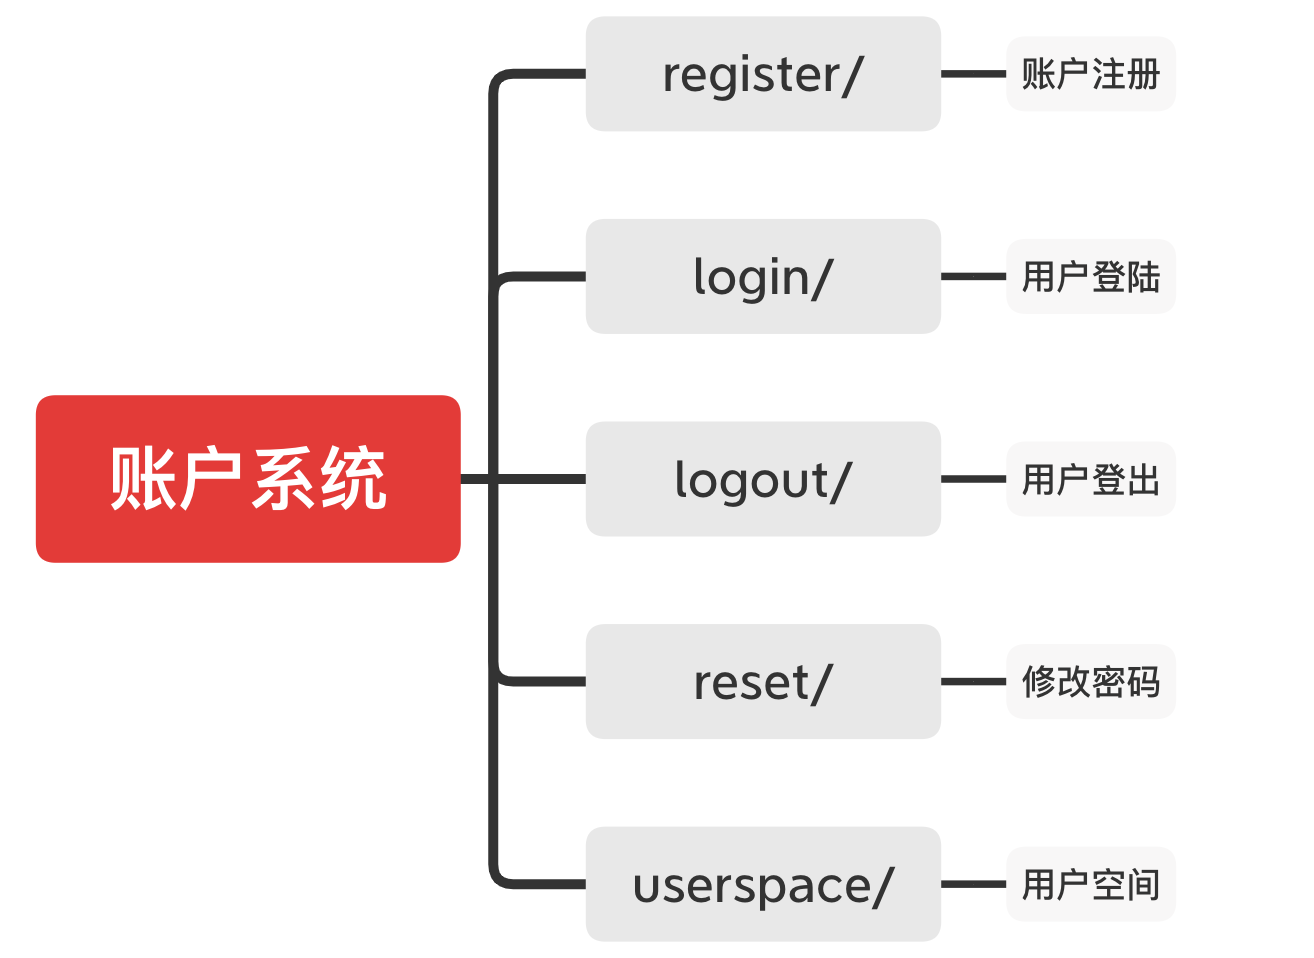 账户系统
register/
账户注册
login/
用户登陆
logout/
用户登出
reset/
修改密码
userspace/
用户空间